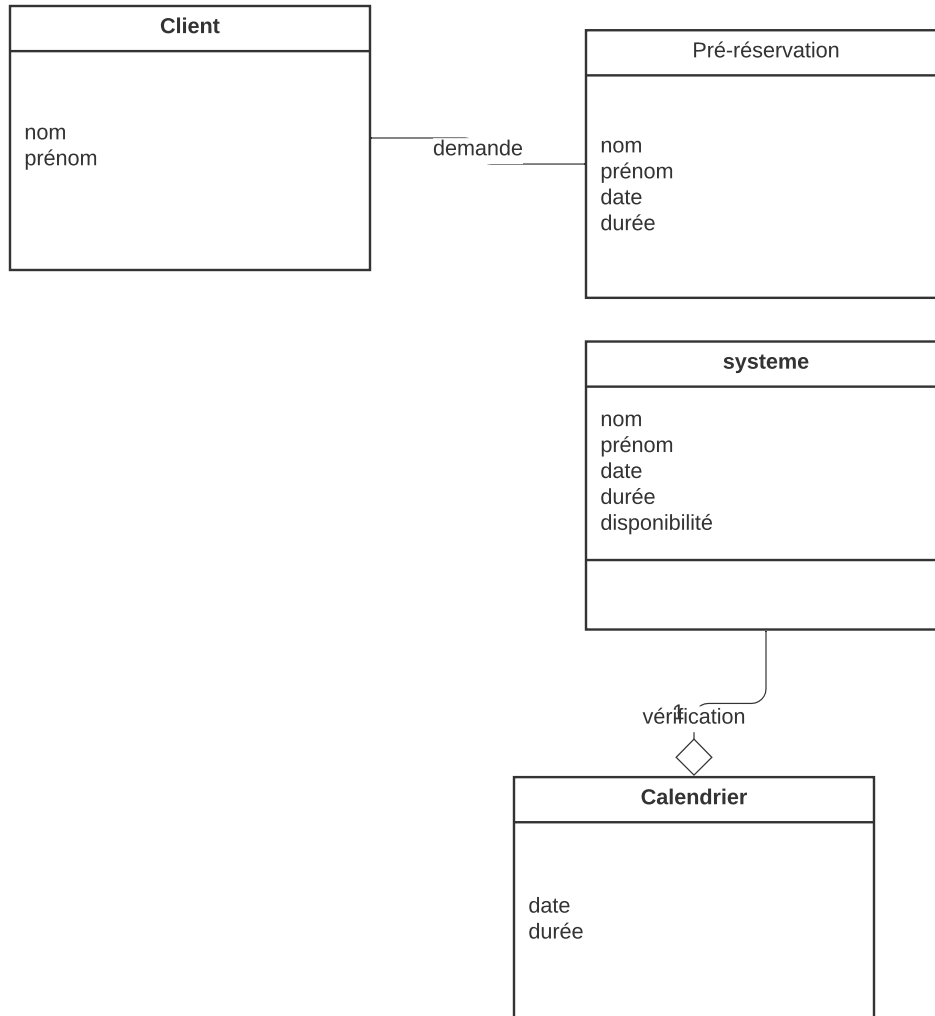 Client
nom
prénom
demande
Pré-réservation
nom
prénom
date
durée
systeme
nom
prénom
date
durée
disponibilité
1
vérification
Calendrier
date
durée